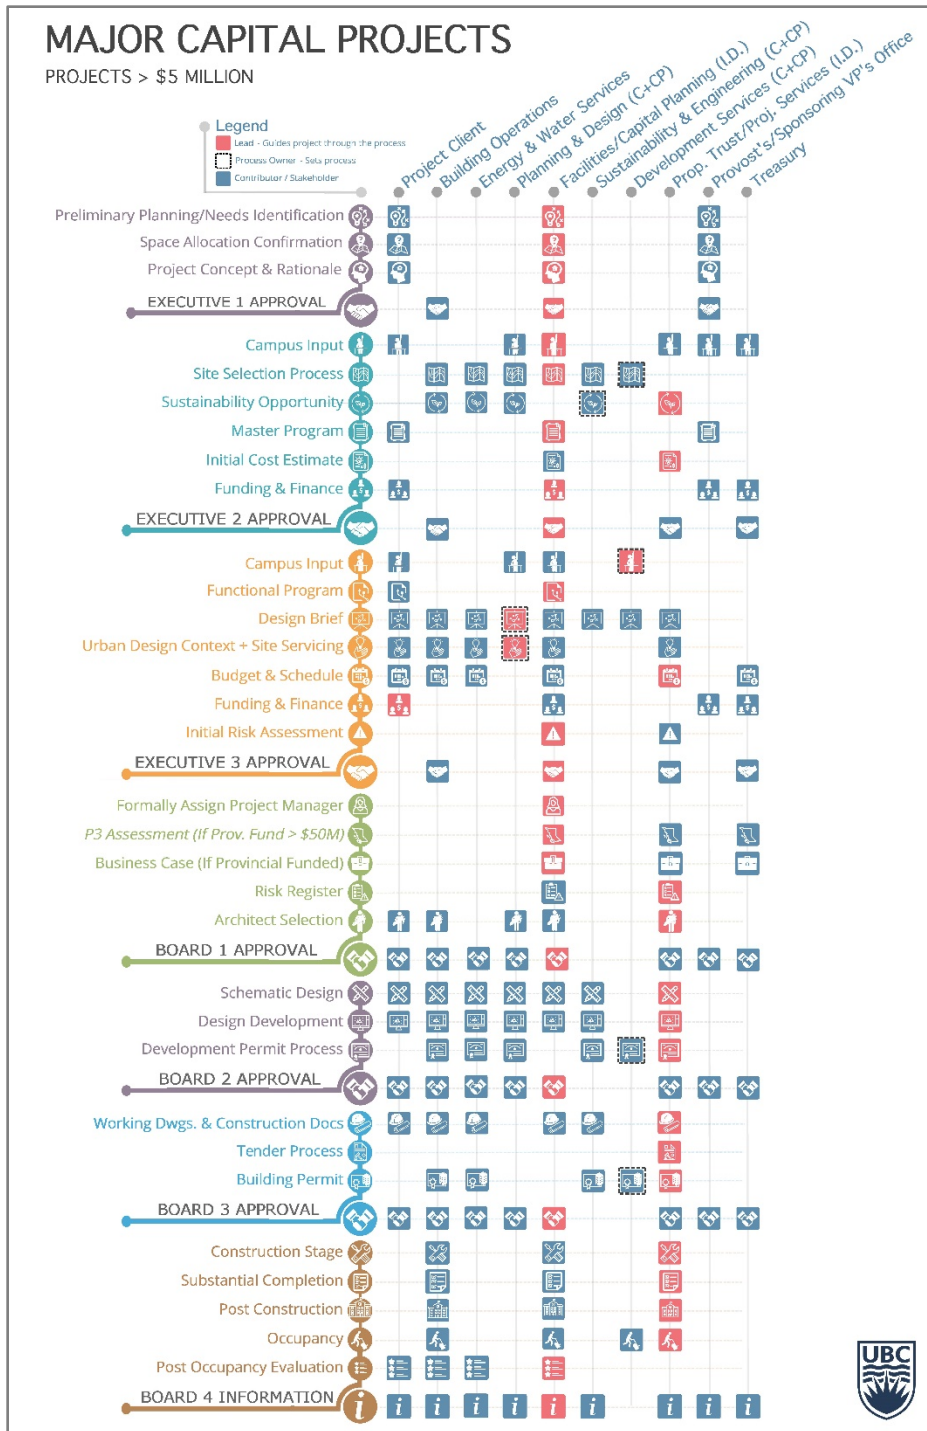 MAJOR CAPITAL PROJECTS
PROJECTS > $5 MILLION
Legend
Lead - Guides project through the process
Process Owner - Sets process
Contributor / Stakeholder
Project Client
Building Operations
Energy & Water Services
Planning & Design (C+CP)
Facilities/Capital Planning (I.D.)
Sustainability & Engineering (C+CP)
Development Services (C+CP)
Prop. Trust/Proj. Services (I.D.)
Provost's/Sponsoring VP's Office
Treasury
Preliminary Planning/Needs Identification
Space Allocation Confirmation
Project Concept & Rationale
EXECUTIVE 1 APPROVAL
Campus Input
Site Selection Process
Sustainability Opportunity
Master Program
Initial Cost Estimate
Funding & Finance
EXECUTIVE 2 APPROVAL
Campus Input
Functional Program
Design Brief
Urban Design Context + Site Servicing
Budget & Schedule
Funding & Finance
Initial Risk Assessment
EXECUTIVE 3 APPROVAL
Formally Assign Project Manager
P3 Assessment (If Prov. Fund > $50M)
Business Case (If Provincial Funded)
Risk Register
Architect Selection
BOARD 1 APPROVAL
Schematic Design
Design Development
Development Permit Process
BOARD 2 APPROVAL
Working Dwgs. & Construction Docs
Tender Process
Building Permit
BOARD 3 APPROVAL
Construction Stage
Substantial Completion
Post Construction
Occupancy
Post Occupancy Evaluation
BOARD 4 INFORMATION
UBC